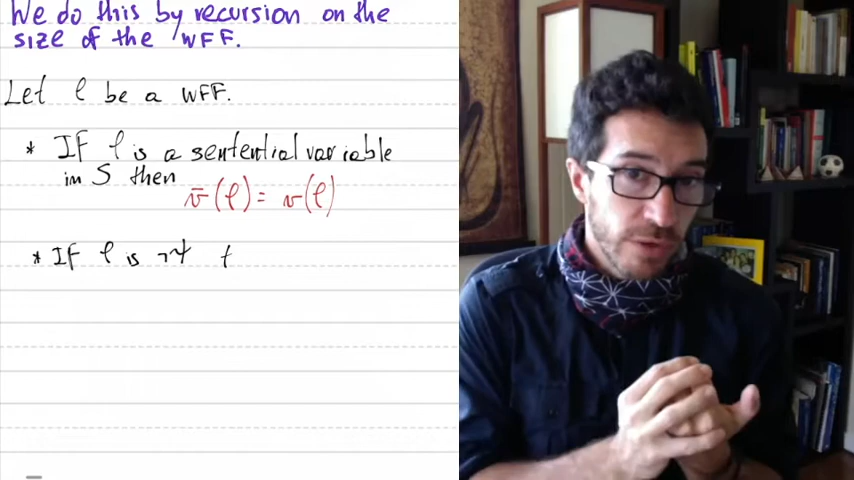 We do this by recursion on the
size of the WFF.
Let φ be a WFF.
* If φ is a sentential variable
in S then
v̄(φ) = v(φ)
* If φ is ¬ψ t